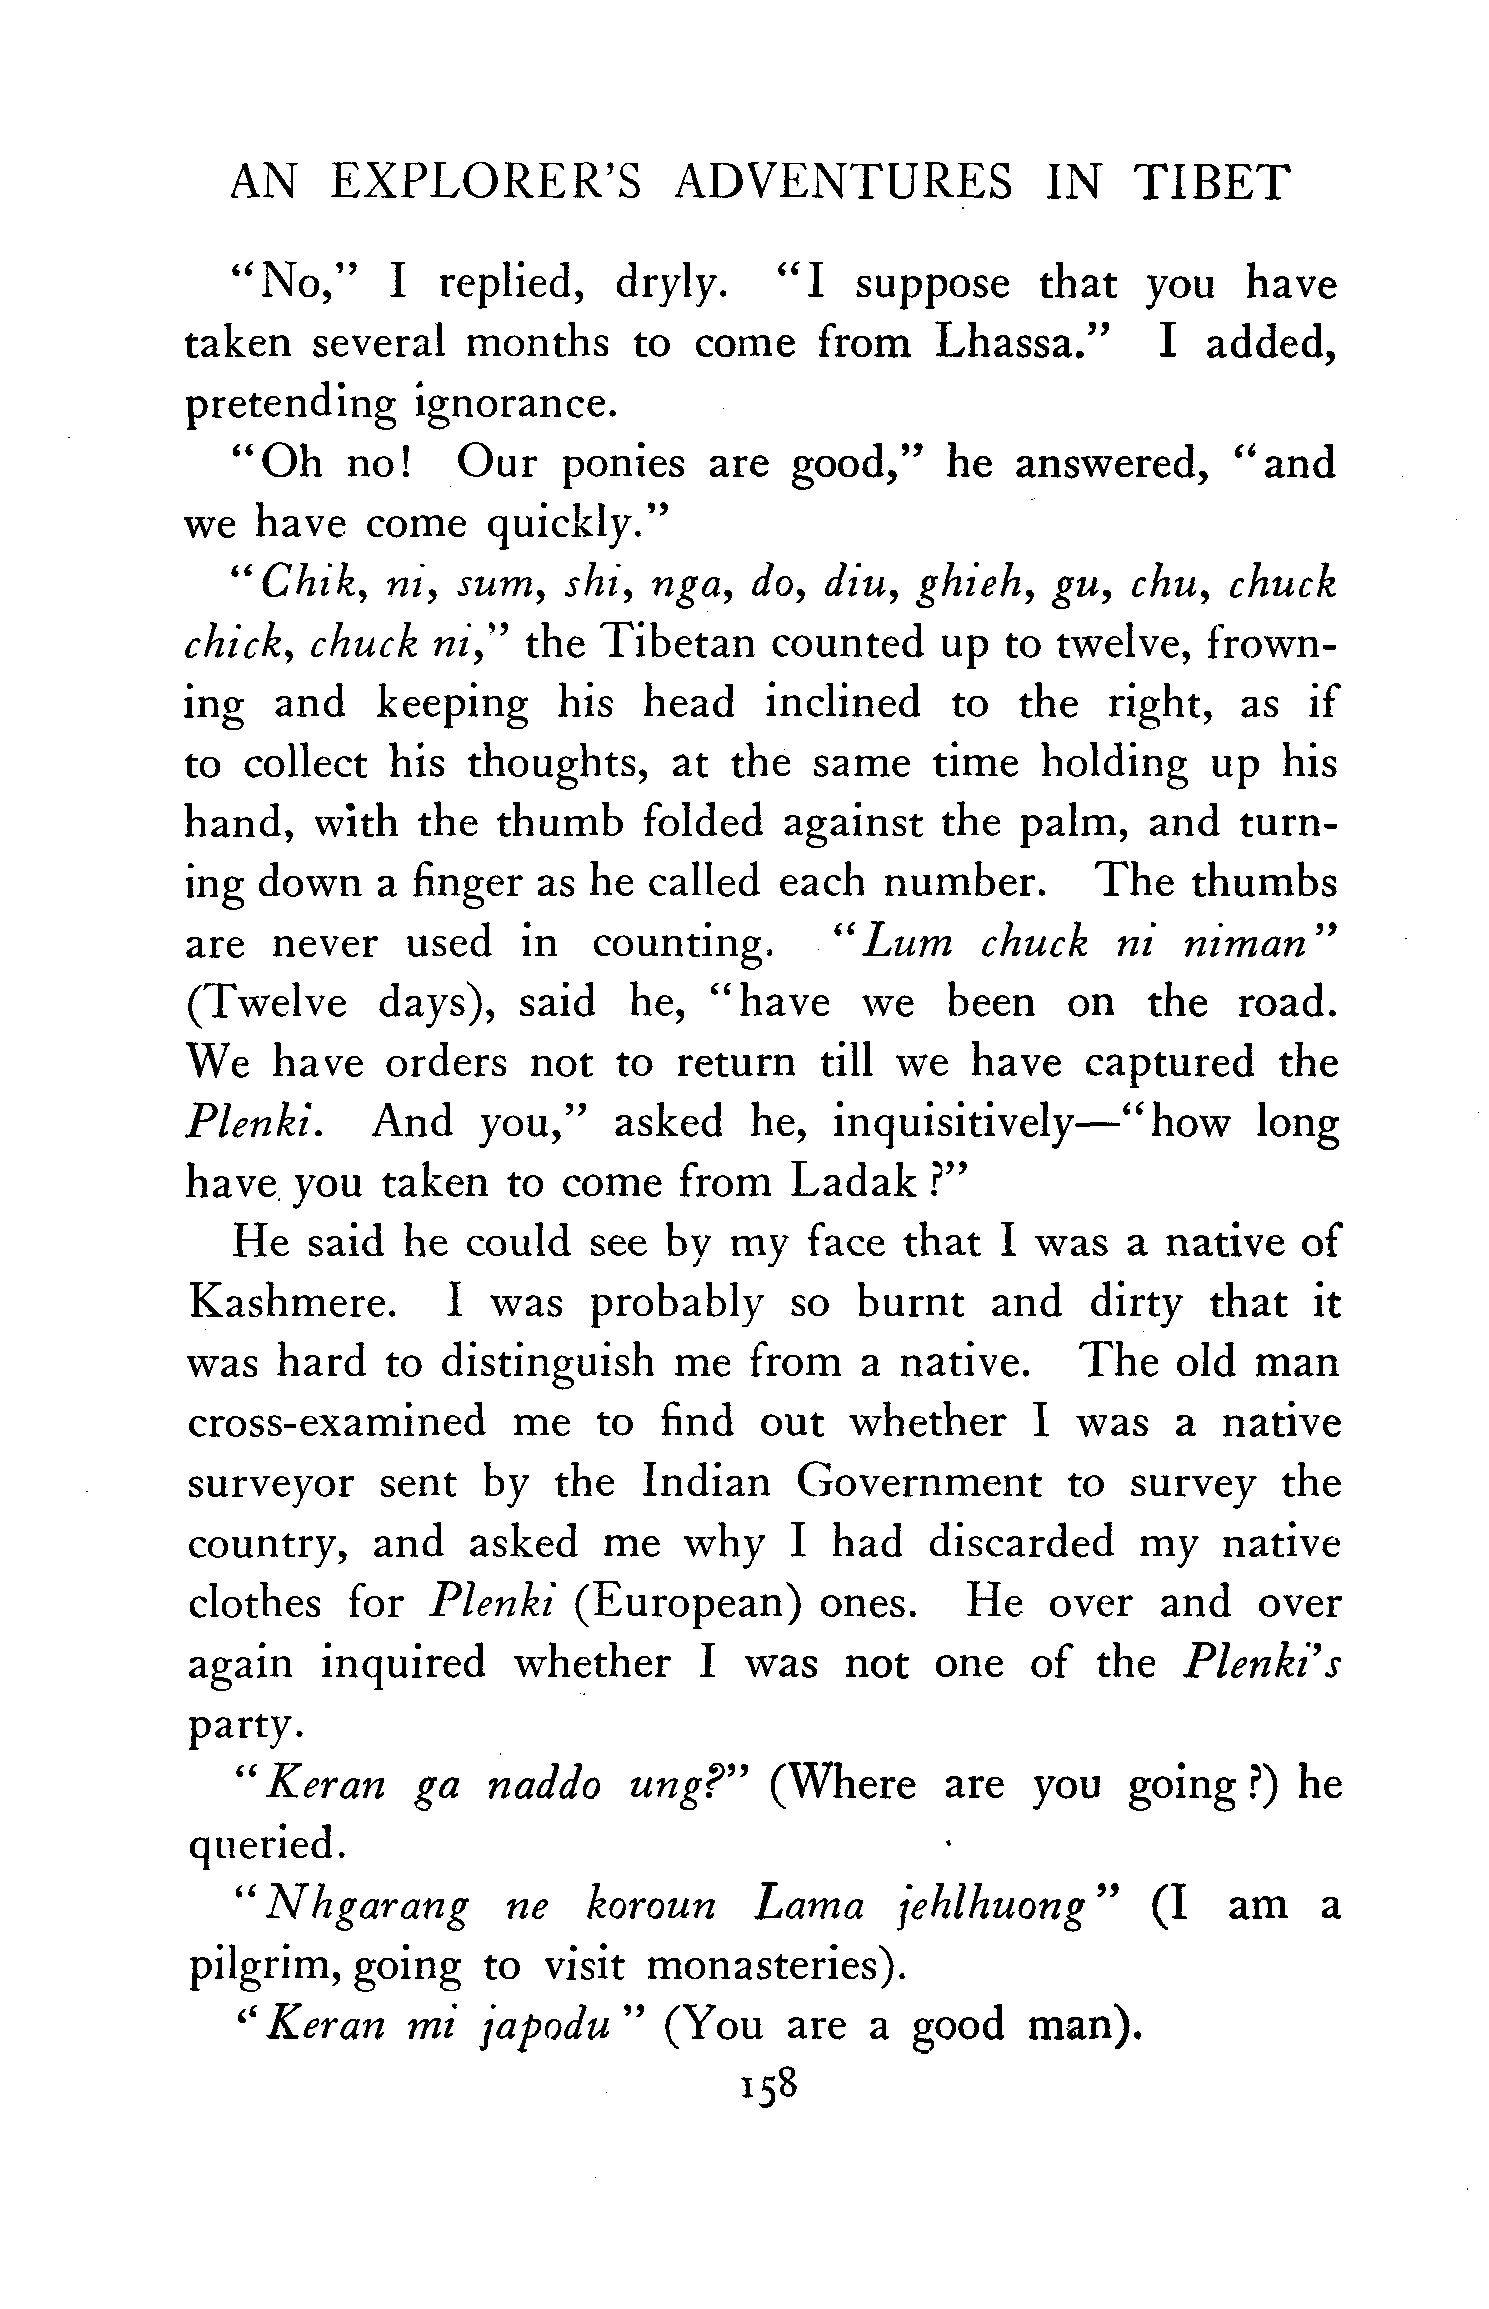 AN EXPLORER'S ADVENTURES IN TIBET
"No," I replied, dryly. "I suppose that you have
taken several months to come from Lhassa." I added,
pretending ignorance.
"Oh no! Our ponies are good," he answered, "and
we have come quickly."
"Chik, ni, sum, shi, nga, do, diu, ghieh, gu, chu, chuck
chick, chuck ni," the Tibetan counted up to twelve, frown-
ing and keeping his head inclined to the right, as if
to collect his thoughts, at the same time holding up his
hand, with the thumb folded against the palm, and turn-
ing down a finger as he called each number. The thumbs
are never used in counting. "Lum chuck ni niman"
(Twelve days), said he, "have we been on the road.
We have orders not to return till we have captured the
Plenki. And you," asked he, inquisitively—"how long
have you taken to come from Ladak?"
He said he could see by my face that I was a native of
Kashmere. I was probably so burnt and dirty that it
was hard to distinguish me from a native. The old man
cross-examined me to find out whether I was a native
surveyor sent by the Indian Government to survey the
country, and asked me why I had discarded my native
clothes for Plenki (European) ones. He over and over
again inquired whether I was not one of the Plenki's
party.
"Keran ga naddo ung?" (Where are you going?) he
queried.
"Nhgarang ne koroun Lama jehlhuong" (I am a
pilgrim, going to visit monasteries).
"Keran mi japodu" (You are a good man).
158